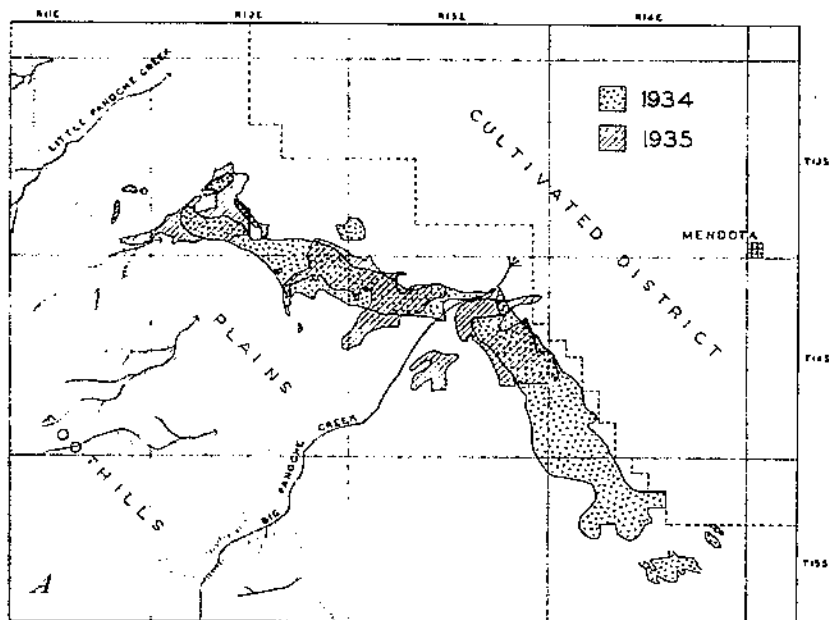 R11E R12E R13E R14E
LITTLE PANOCHE CREEK
1934
1935
CULTIVATED DISTRICT
T13S
MENDOTA
PLAINS
T14S
FOOTHILLS
BIG PANOCHE CREEK
A
T15S